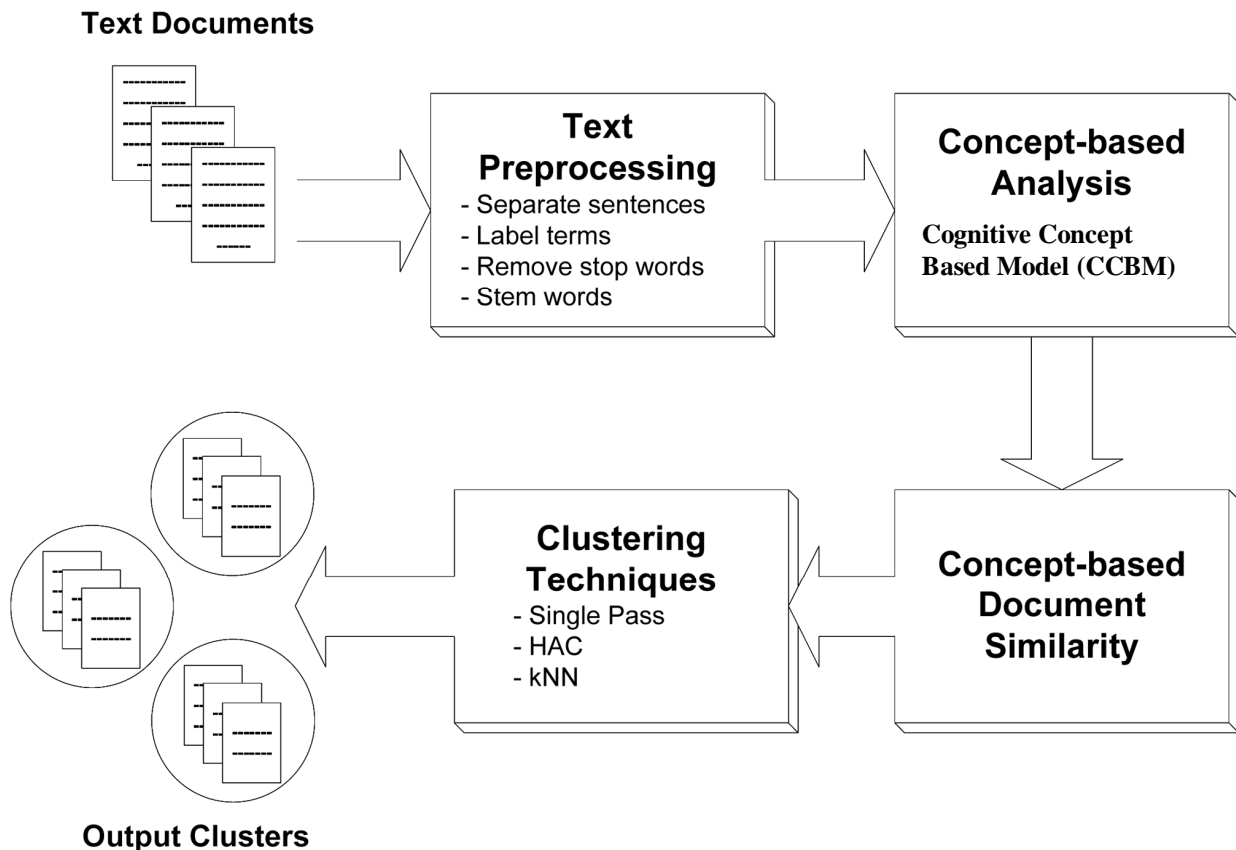 Text Documents
Text
Preprocessing
- Separate sentences
- Label terms
- Remove stop words
- Stem words
Concept-based
Analysis
Cognitive Concept
Based Model (CCBM)
Concept-based
Document
Similarity
Clustering
Techniques
- Single Pass
- HAC
- kNN
Output Clusters